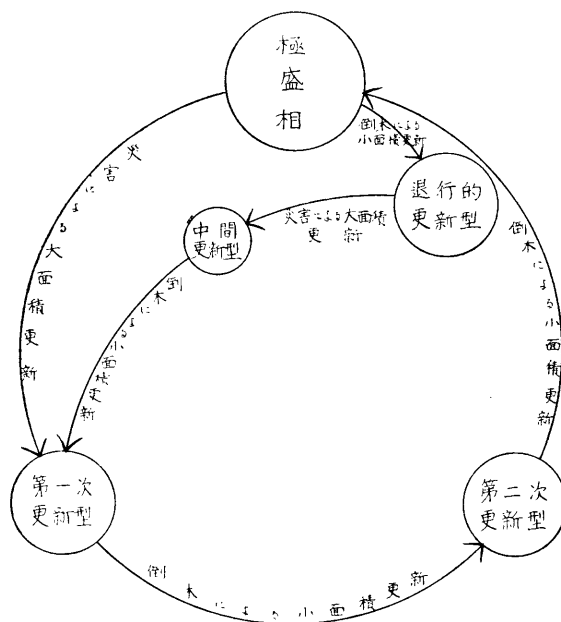 極
盛
相
倒木による
小面積更新
退行的
更新型
災害による大面積
更新
中間
更新型
災害による大面積更新
倒木による小面積更新
倒木による小面積更新
第一次
更新型
第二次
更新型
倒木による小面積更新